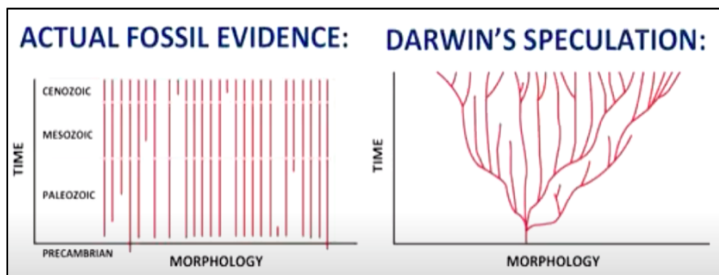 ACTUAL FOSSIL EVIDENCE:
DARWIN'S SPECULATION:
TIME
CENOZOIC
MESOZOIC
PALEOZOIC
PRECAMBRIAN
MORPHOLOGY
TIME
MORPHOLOGY